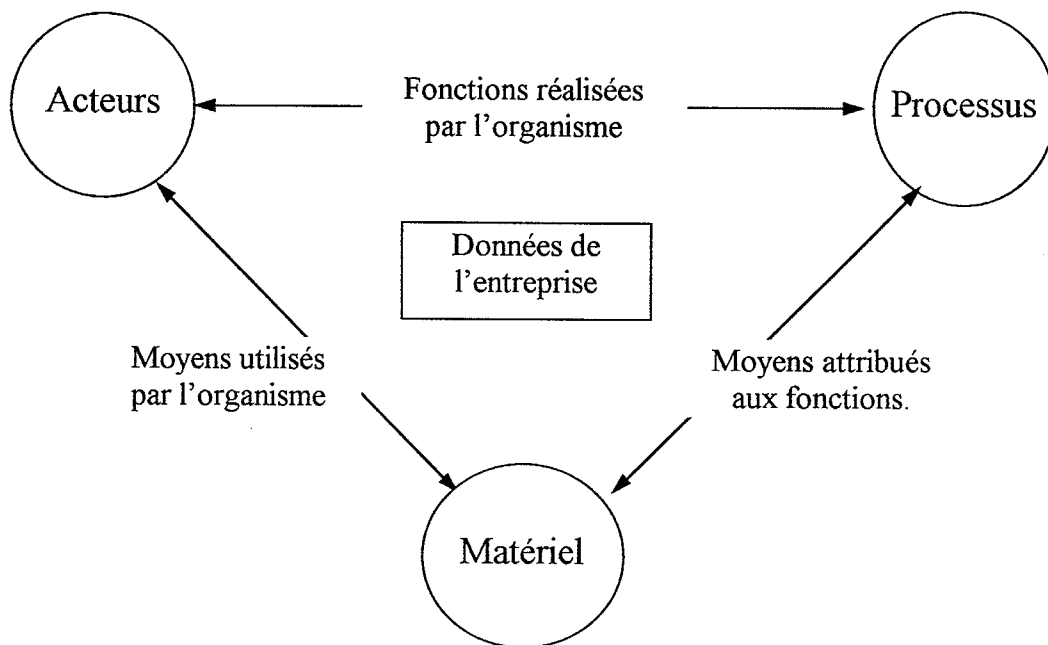 Acteurs
Fonctions réalisées
par l'organisme
Processus
Données de
l'entreprise
Moyens utilisés
par l'organisme
Moyens attribués
aux fonctions.
Matériel